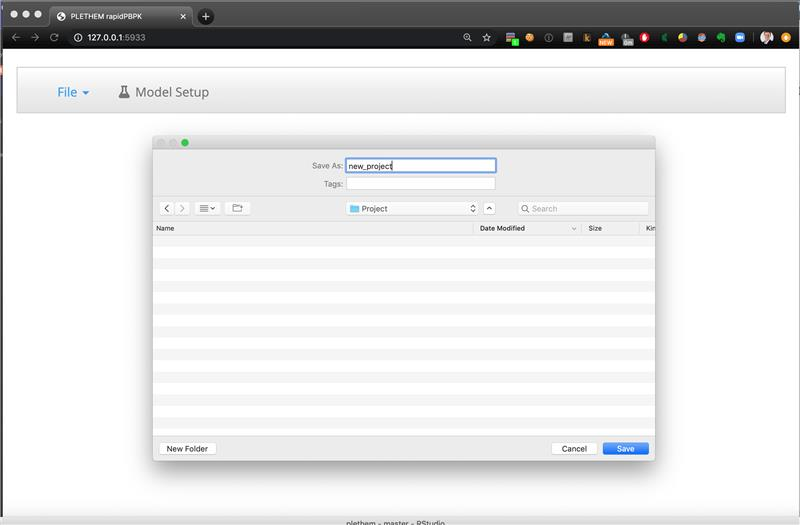 PLETHEM rapidPBPK
127.0.0.1:5933
NEW
File
Model Setup
Save As: new_project
Tags:
Project
Search
Name Date Modified Size Kin
New Folder Cancel Save
plethem - master - RStudio